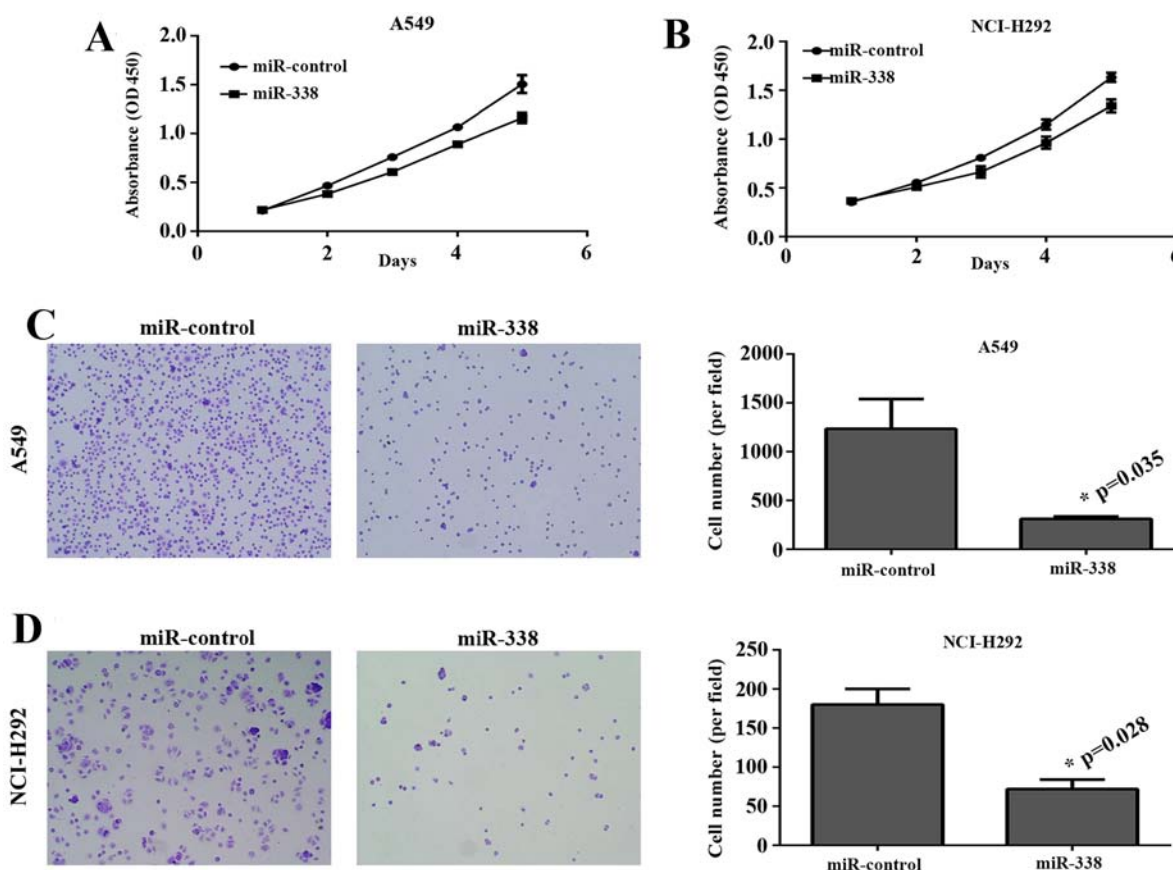 A
A549
Absorbance (OD 450)
2.0
1.5
1.0
0.5
0.0
miR-control
miR-338
0
2
4
6
Days
B
NCI-H292
Absorbance (OD 450)
2.0
1.5
1.0
0.5
0.0
miR-control
miR-338
0
2
4
6
Days
C
miR-control
miR-338
A549
A549
Cell number (per field)
2000
1500
1000
500
0
* p=0.035
miR-control
miR-338
D
miR-control
miR-338
NCI-H292
NCI-H292
Cell number (per field)
250
200
150
100
50
0
* p=0.028
miR-control
miR-338